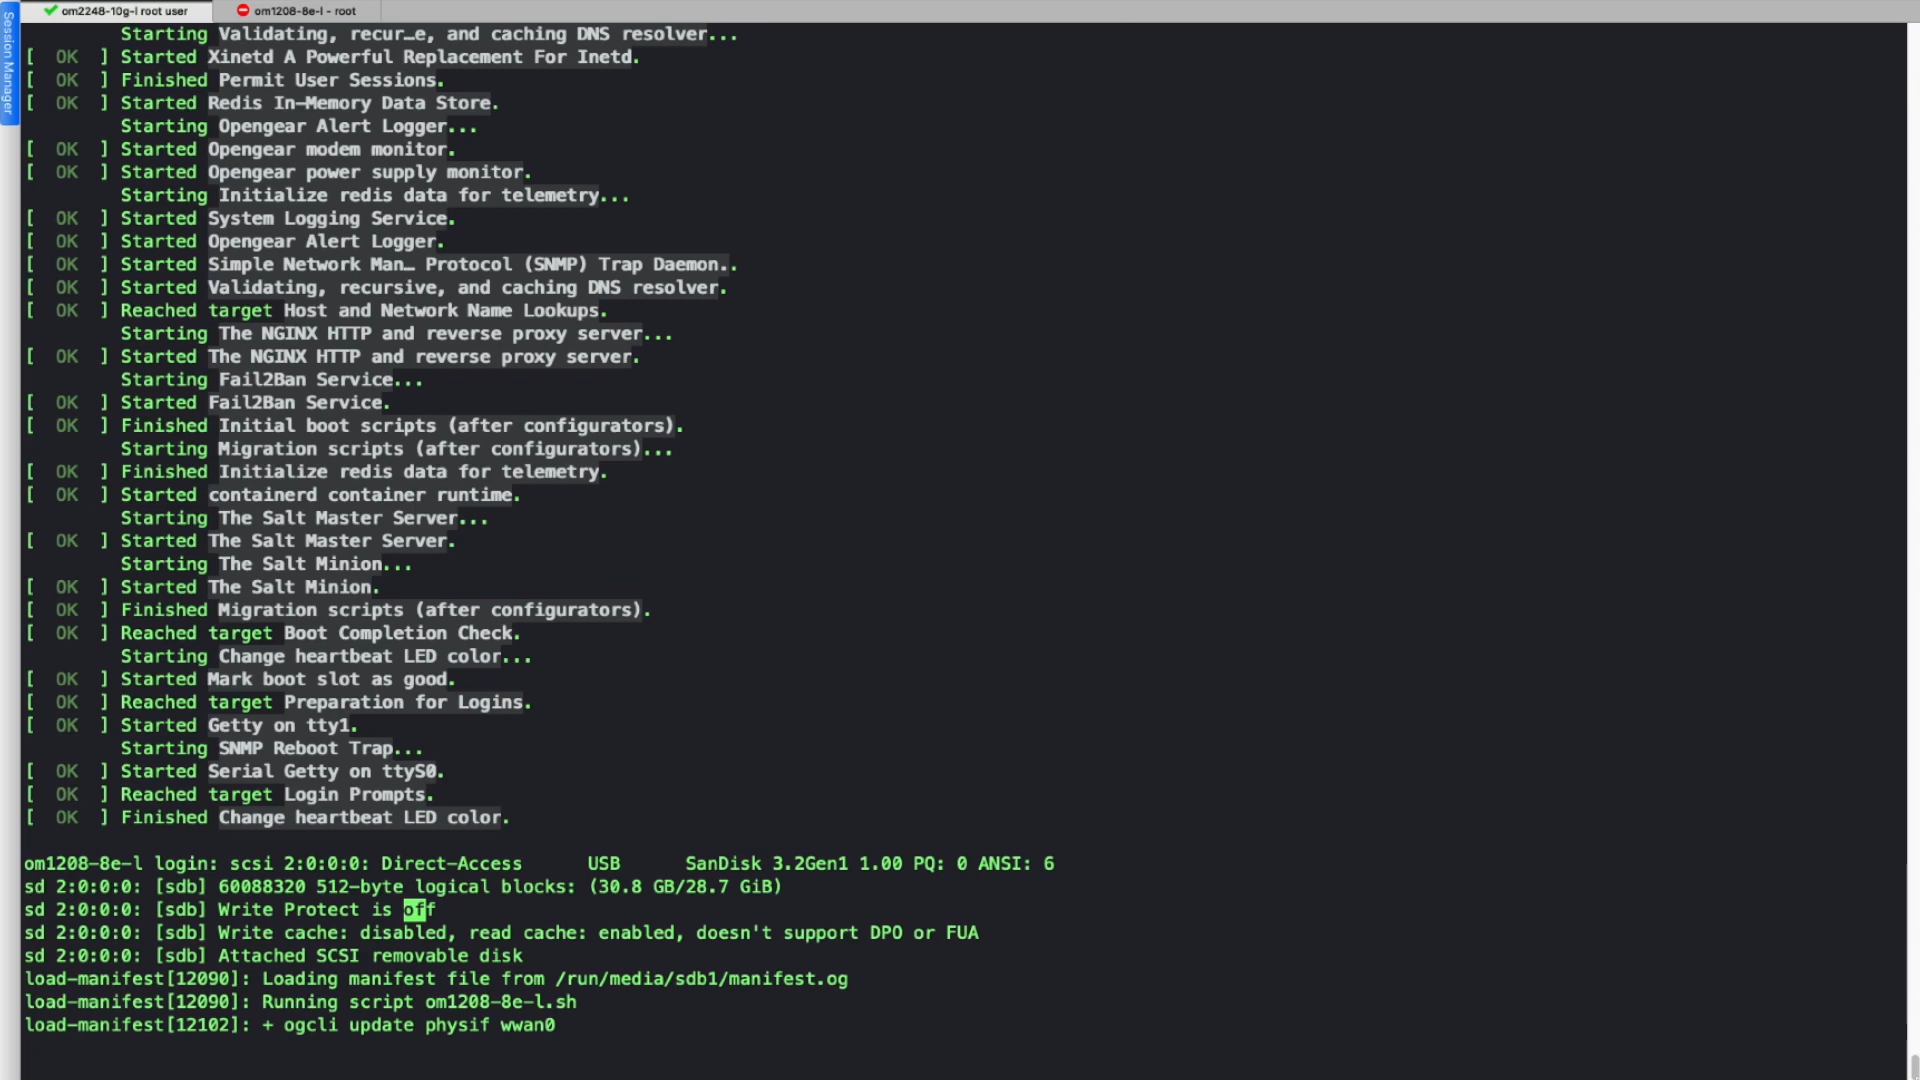 om2248-10g-l root user
om1208-8e-l - root
Session Manager
Starting Validating, recur…e, and caching DNS resolver...
[  OK  ] Started Xinetd A Powerful Replacement For Inetd.
[  OK  ] Finished Permit User Sessions.
[  OK  ] Started Redis In-Memory Data Store.
Starting Opengear Alert Logger...
[  OK  ] Started Opengear modem monitor.
[  OK  ] Started Opengear power supply monitor.
Starting Initialize redis data for telemetry...
[  OK  ] Started System Logging Service.
[  OK  ] Started Opengear Alert Logger.
[  OK  ] Started Simple Network Man… Protocol (SNMP) Trap Daemon..
[  OK  ] Started Validating, recursive, and caching DNS resolver.
[  OK  ] Reached target Host and Network Name Lookups.
Starting The NGINX HTTP and reverse proxy server...
[  OK  ] Started The NGINX HTTP and reverse proxy server.
Starting Fail2Ban Service...
[  OK  ] Started Fail2Ban Service.
[  OK  ] Finished Initial boot scripts (after configurators).
Starting Migration scripts (after configurators)...
[  OK  ] Finished Initialize redis data for telemetry.
[  OK  ] Started containerd container runtime.
Starting The Salt Master Server...
[  OK  ] Started The Salt Master Server.
Starting The Salt Minion...
[  OK  ] Started The Salt Minion.
[  OK  ] Finished Migration scripts (after configurators).
[  OK  ] Reached target Boot Completion Check.
Starting Change heartbeat LED color...
[  OK  ] Started Mark boot slot as good.
[  OK  ] Reached target Preparation for Logins.
[  OK  ] Started Getty on tty1.
Starting SNMP Reboot Trap...
[  OK  ] Started Serial Getty on ttyS0.
[  OK  ] Reached target Login Prompts.
[  OK  ] Finished Change heartbeat LED color.
om1208-8e-l login: scsi 2:0:0:0: Direct-Access USB SanDisk 3.2Gen1 1.00 PQ: 0 ANSI: 6
sd 2:0:0:0: [sdb] 60088320 512-byte logical blocks: (30.8 GB/28.7 GiB)
sd 2:0:0:0: [sdb] Write Protect is off
sd 2:0:0:0: [sdb] Write cache: disabled, read cache: enabled, doesn't support DPO or FUA
sd 2:0:0:0: [sdb] Attached SCSI removable disk
load-manifest[12090]: Loading manifest file from /run/media/sdb1/manifest.og
load-manifest[12090]: Running script om1208-8e-l.sh
load-manifest[12102]: + ogcli update physif wwan0